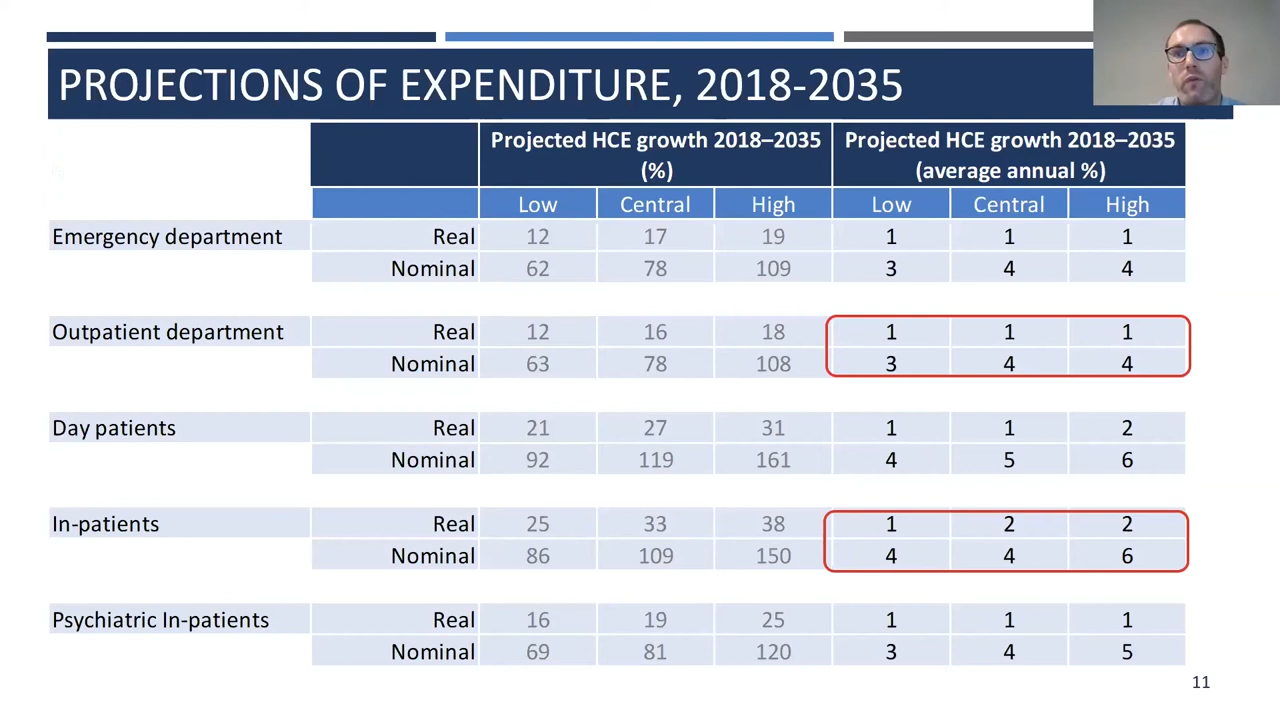 PROJECTIONS OF EXPENDITURE, 2018-2035
Projected HCE growth 2018–2035 (%)
Projected HCE growth 2018–2035 (average annual %)
Low Central High Low Central High
Emergency department Real 12 17 19 1 1 1
Nominal 62 78 109 3 4 4
Outpatient department Real 12 16 18 1 1 1
Nominal 63 78 108 3 4 4
Day patients Real 21 27 31 1 1 2
Nominal 92 119 161 4 5 6
In-patients Real 25 33 38 1 2 2
Nominal 86 109 150 4 4 6
Psychiatric In-patients Real 16 19 25 1 1 1
Nominal 69 81 120 3 4 5
11